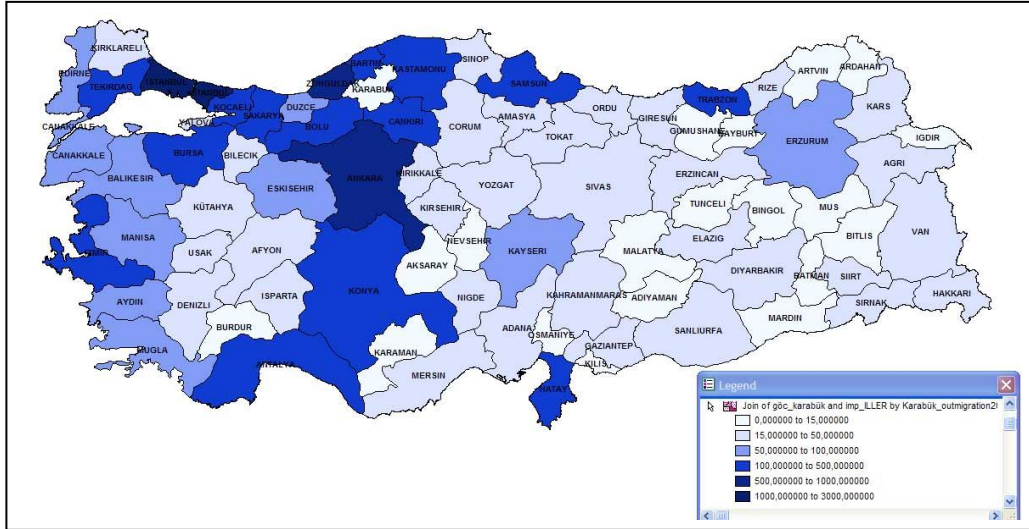 KIRKLARELI
EDIRNE
TEKIRDAG
ISTANBUL
KOCAELI
YALOVA
SAKARYA
DUZCE
BOLU
ZONGULDAK
BARTIN
KARABUK
KASTAMONU
CANKIRI
SINOP
SAMSUN
CORUM
AMASYA
TOKAT
ORDU
GIRESUN
GUMUSHANE
TRABZON
BAYBURT
RIZE
ARTVIN
ARDAHAN
KARS
IGDIR
AGRI
ERZURUM
ERZINCAN
CANAKKALE
CANAKKALE
BALIKESIR
BURSA
BILECIK
ESKISEHIR
ANKARA
KIRIKKALE
KIRSEHIR
YOZGAT
SIVAS
TUNCELI
BINGOL
MUS
BITLIS
VAN
KÜTAHYA
MANISA
IZMIR
USAK
AFYON
AKSARAY
NEVSEHIR
KAYSERI
MALATYA
ELAZIG
DIYARBAKIR
BATMAN
SIIRT
SIRNAK
HAKKARI
AYDIN
DENIZLI
ISPARTA
BURDUR
KONYA
NIGDE
KAHRAMANMARAS
ADIYAMAN
SANLIURFA
MARDIN
MUGLA
ANTALYA
KARAMAN
MERSIN
ADANA
OSMANIYE
GAZIANTEP
KILIS
HATAY
Legend
Join of göc_karabük and imp_ILLER by Karabük_outmigration20
0,000000 to 15,000000
15,000000 to 50,000000
50,000000 to 100,000000
100,000000 to 500,000000
500,000000 to 1000,000000
1000,000000 to 3000,000000